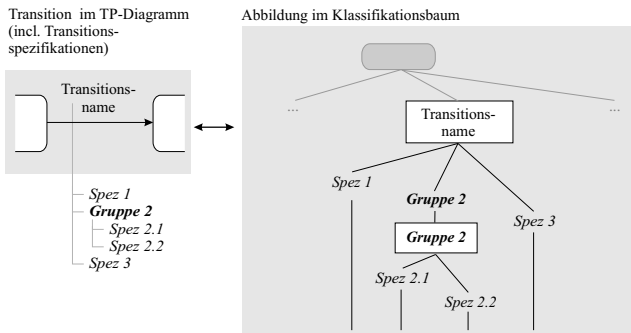 Transition im TP-Diagramm
(incl. Transitions-
spezifikationen)
Transitions-
name
Spez 1
Gruppe 2
Spez 2.1
Spez 2.2
Spez 3
Abbildung im Klassifikationsbaum
...
...
Transitions-
name
Spez 1
Gruppe 2
Spez 3
Gruppe 2
Spez 2.1
Spez 2.2